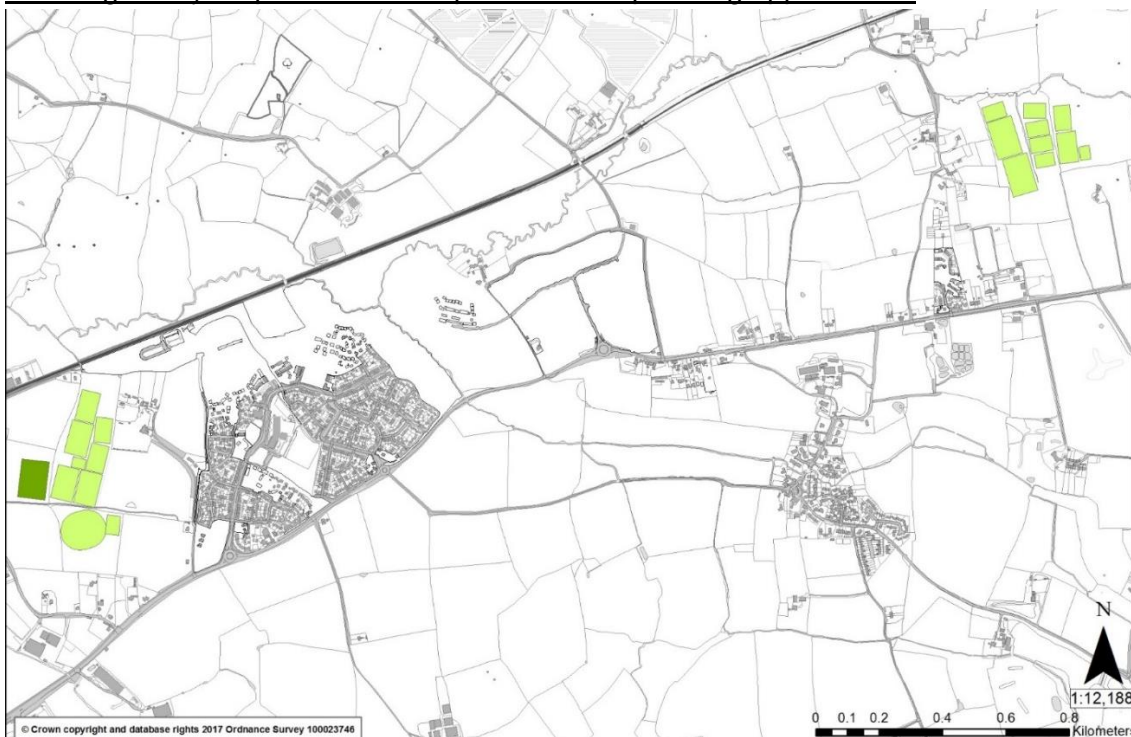 N
1:12,188
0 0.1 0.2 0.4 0.6 0.8
Kilometers
© Crown copyright and database rights 2017 Ordnance Survey 100023746